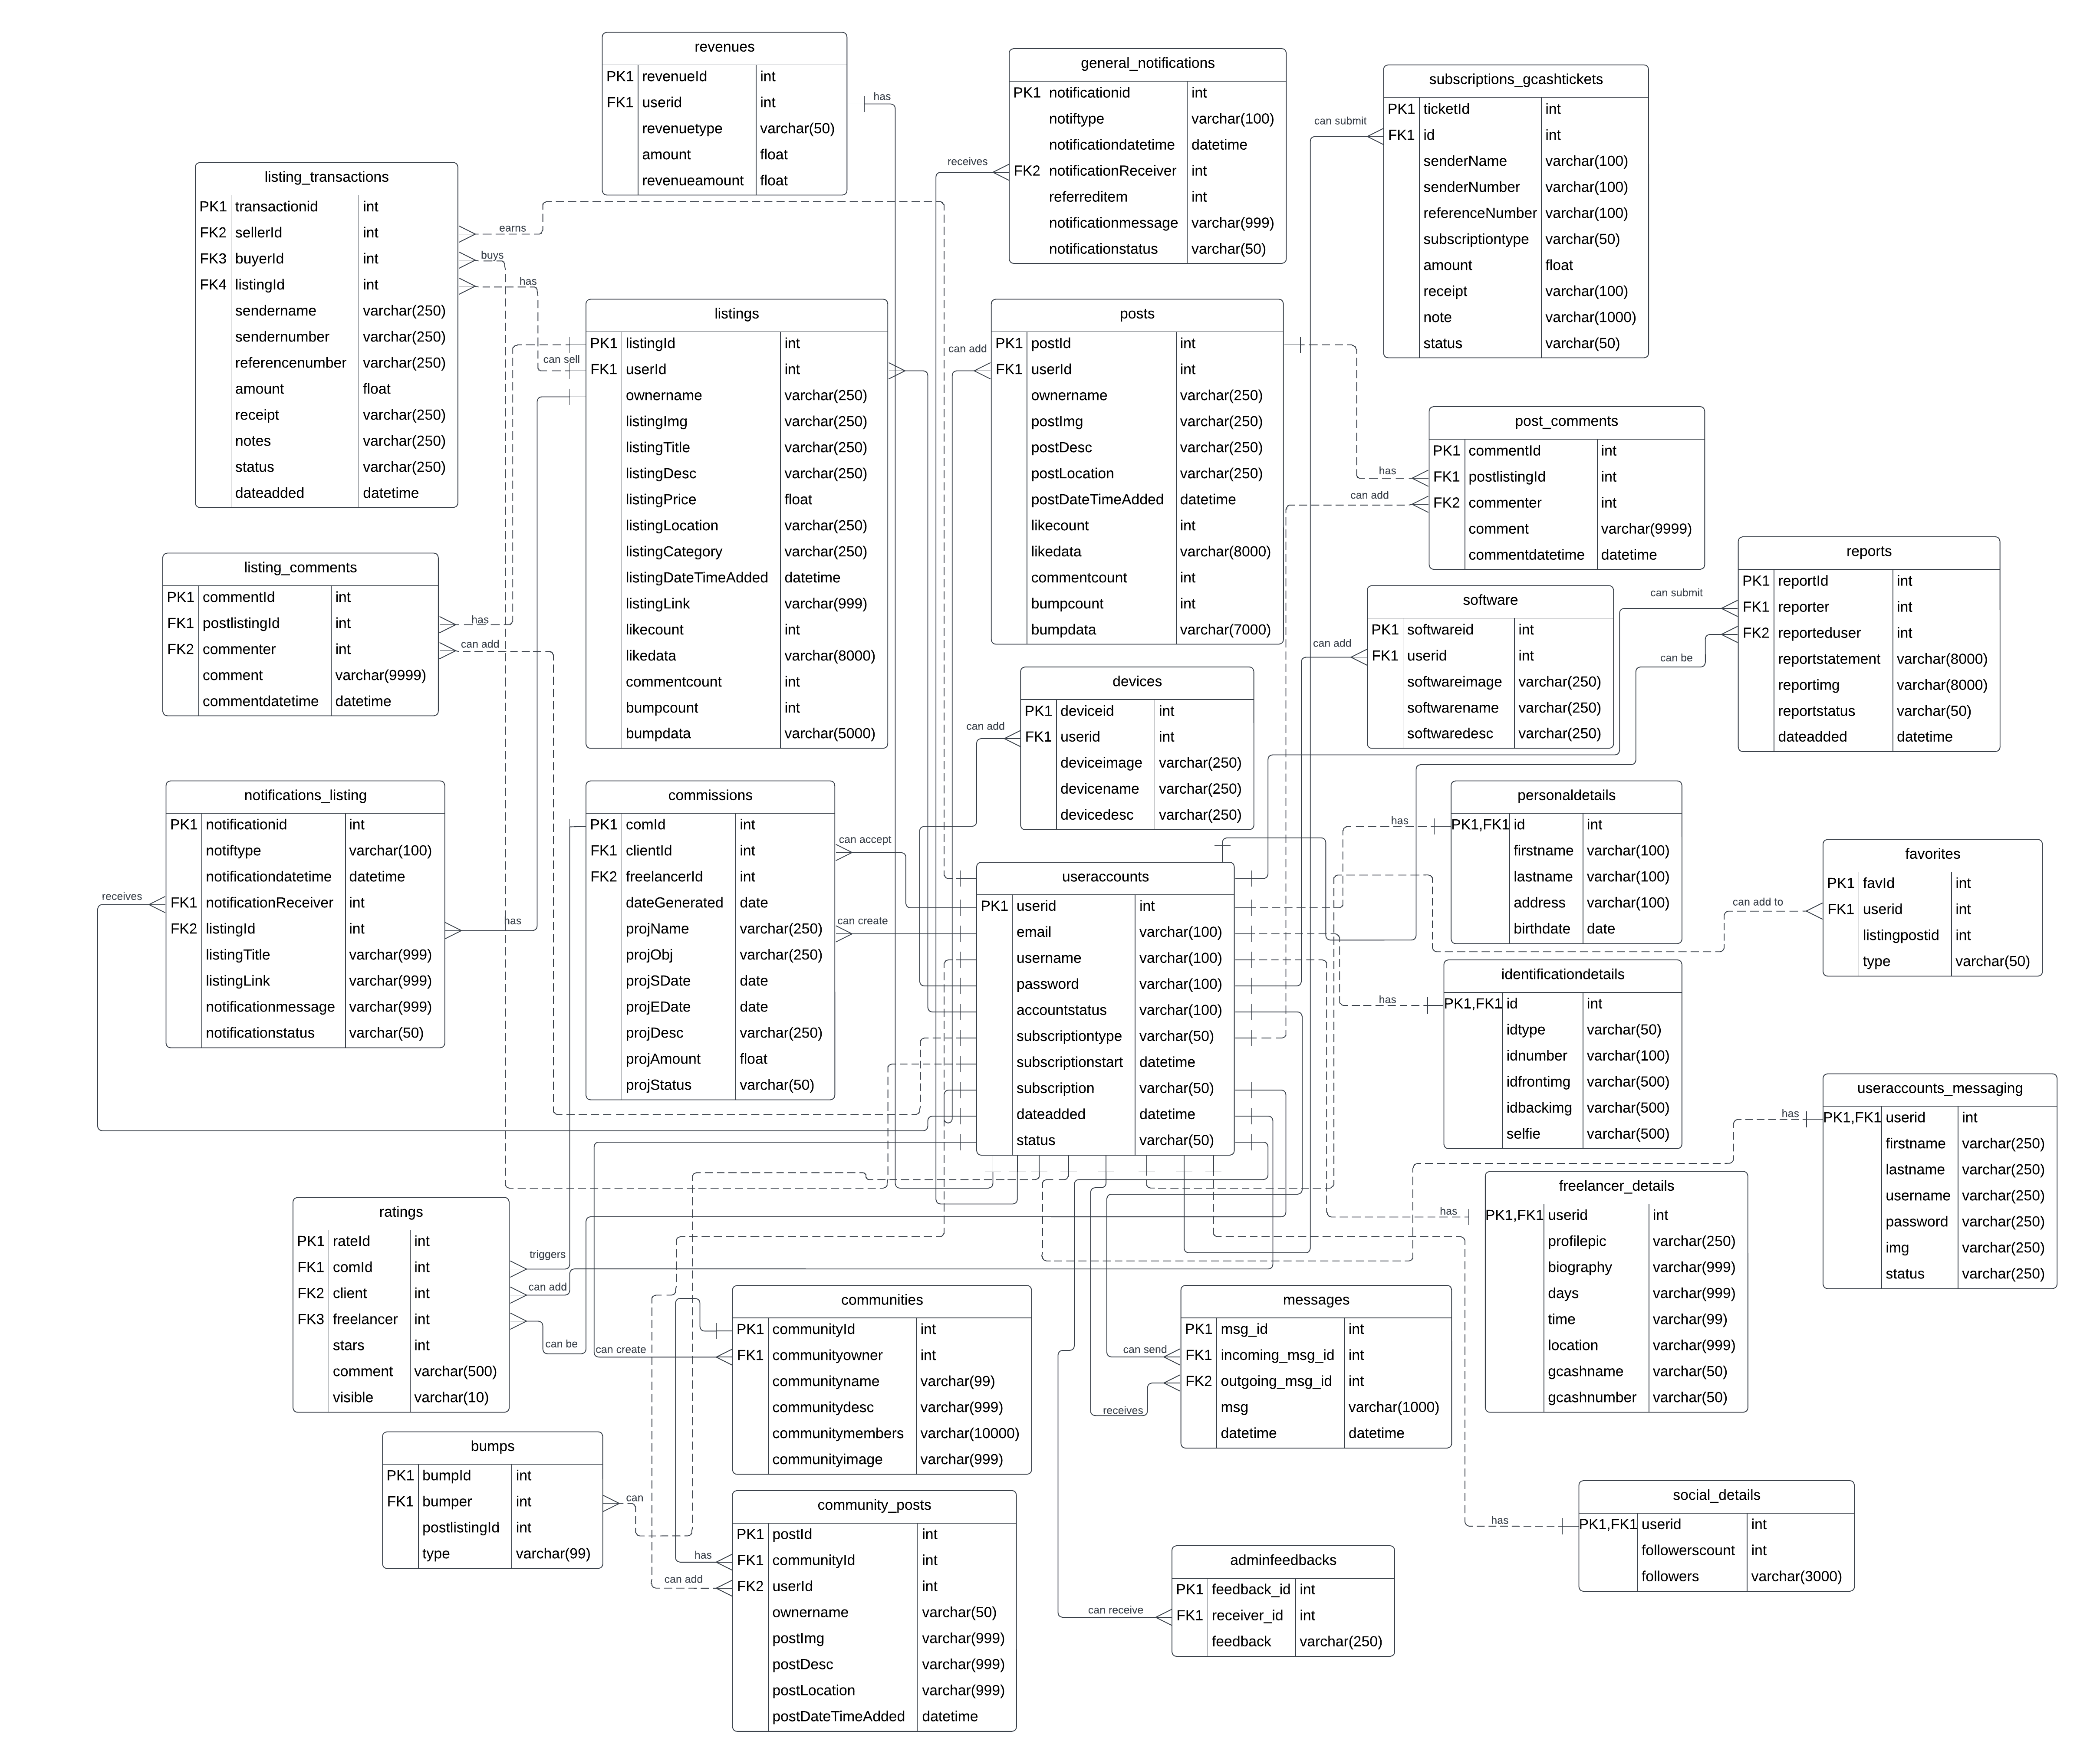 revenues
PK1 revenueId int
FK1 userid int
revenuetype varchar(50)
amount float
revenueamount float
has
general_notifications
PK1 notificationid int
notiftype varchar(100)
notificationdatetime datetime
FK2 notificationReceiver int
referreditem int
notificationmessage varchar(999)
notificationstatus varchar(50)
receives
subscriptions_gcashtickets
PK1 ticketId int
FK1 id int
senderName varchar(100)
senderNumber varchar(100)
referenceNumber varchar(100)
subscriptiontype varchar(50)
amount float
receipt varchar(100)
note varchar(1000)
status varchar(50)
can submit
listing_transactions
PK1 transactionid int
FK2 sellerId int
FK3 buyerId int
FK4 listingId int
sendername varchar(250)
sendernumber varchar(250)
referencenumber varchar(250)
amount float
receipt varchar(250)
notes varchar(250)
status varchar(250)
dateadded datetime
earns
buys
has
listings
PK1 listingId int
FK1 userId int
ownername varchar(250)
listingImg varchar(250)
listingTitle varchar(250)
listingDesc varchar(250)
listingPrice float
listingLocation varchar(250)
listingCategory varchar(250)
listingDateTimeAdded datetime
listingLink varchar(999)
likecount int
likedata varchar(8000)
commentcount int
bumpcount int
bumpdata varchar(5000)
can sell
posts
PK1 postId int
FK1 userId int
ownername varchar(250)
postImg varchar(250)
postDesc varchar(250)
postLocation varchar(250)
postDateTimeAdded datetime
likecount int
likedata varchar(8000)
commentcount int
bumpcount int
bumpdata varchar(7000)
can add
post_comments
PK1 commentId int
FK1 postlistingId int
FK2 commenter int
comment varchar(9999)
commentdatetime datetime
has
can add
listing_comments
PK1 commentId int
FK1 postlistingId int
FK2 commenter int
comment varchar(9999)
commentdatetime datetime
has
can add
software
PK1 softwareid int
FK1 userid int
softwareimage varchar(250)
softwarename varchar(250)
softwaredesc varchar(250)
can add
reports
PK1 reportId int
FK1 reporter int
FK2 reporteduser int
reportstatement varchar(8000)
reportimg varchar(8000)
reportstatus varchar(50)
dateadded datetime
can submit
can be
devices
PK1 deviceid int
FK1 userid int
deviceimage varchar(250)
devicename varchar(250)
devicedesc varchar(250)
can add
notifications_listing
PK1 notificationid int
notiftype varchar(100)
notificationdatetime datetime
FK1 notificationReceiver int
FK2 listingId int
listingTitle varchar(999)
listingLink varchar(999)
notificationmessage varchar(999)
notificationstatus varchar(50)
receives
has
commissions
PK1 comId int
FK1 clientId int
FK2 freelancerId int
dateGenerated date
projName varchar(250)
projObj varchar(250)
projSDate date
projEDate date
projDesc varchar(250)
projAmount float
projStatus varchar(50)
can accept
can create
useraccounts
PK1 userid int
email varchar(100)
username varchar(100)
password varchar(100)
accountstatus varchar(100)
subscriptiontype varchar(50)
subscriptionstart datetime
subscription varchar(50)
dateadded datetime
status varchar(50)
personaldetails
PK1,FK1 id int
firstname varchar(100)
lastname varchar(100)
address varchar(100)
birthdate date
has
favorites
PK1 favId int
FK1 userid int
listingpostid int
type varchar(50)
can add to
identificationdetails
PK1,FK1 id int
idtype varchar(50)
idnumber varchar(100)
idfrontimg varchar(500)
idbackimg varchar(500)
selfie varchar(500)
has
useraccounts_messaging
PK1,FK1 userid int
firstname varchar(250)
lastname varchar(250)
username varchar(250)
password varchar(250)
img varchar(250)
status varchar(250)
has
freelancer_details
PK1,FK1 userid int
profilepic varchar(250)
biography varchar(999)
days varchar(999)
time varchar(99)
location varchar(999)
gcashname varchar(50)
gcashnumber varchar(50)
has
ratings
PK1 rateId int
FK1 comId int
FK2 client int
FK3 freelancer int
stars int
comment varchar(500)
visible varchar(10)
triggers
can add
can be
communities
PK1 communityId int
FK1 communityowner int
communityname varchar(99)
communitydesc varchar(999)
communitymembers varchar(10000)
communityimage varchar(999)
can create
messages
PK1 msg_id int
FK1 incoming_msg_id int
FK2 outgoing_msg_id int
msg varchar(1000)
datetime datetime
can send
receives
bumps
PK1 bumpId int
FK1 bumper int
postlistingId int
type varchar(99)
can
community_posts
PK1 postId int
FK1 communityId int
FK2 userId int
ownername varchar(50)
postImg varchar(999)
postDesc varchar(999)
postLocation varchar(999)
postDateTimeAdded datetime
has
can add
adminfeedbacks
PK1 feedback_id int
FK1 receiver_id int
feedback varchar(250)
can receive
social_details
PK1,FK1 userid int
followerscount int
followers varchar(3000)
has